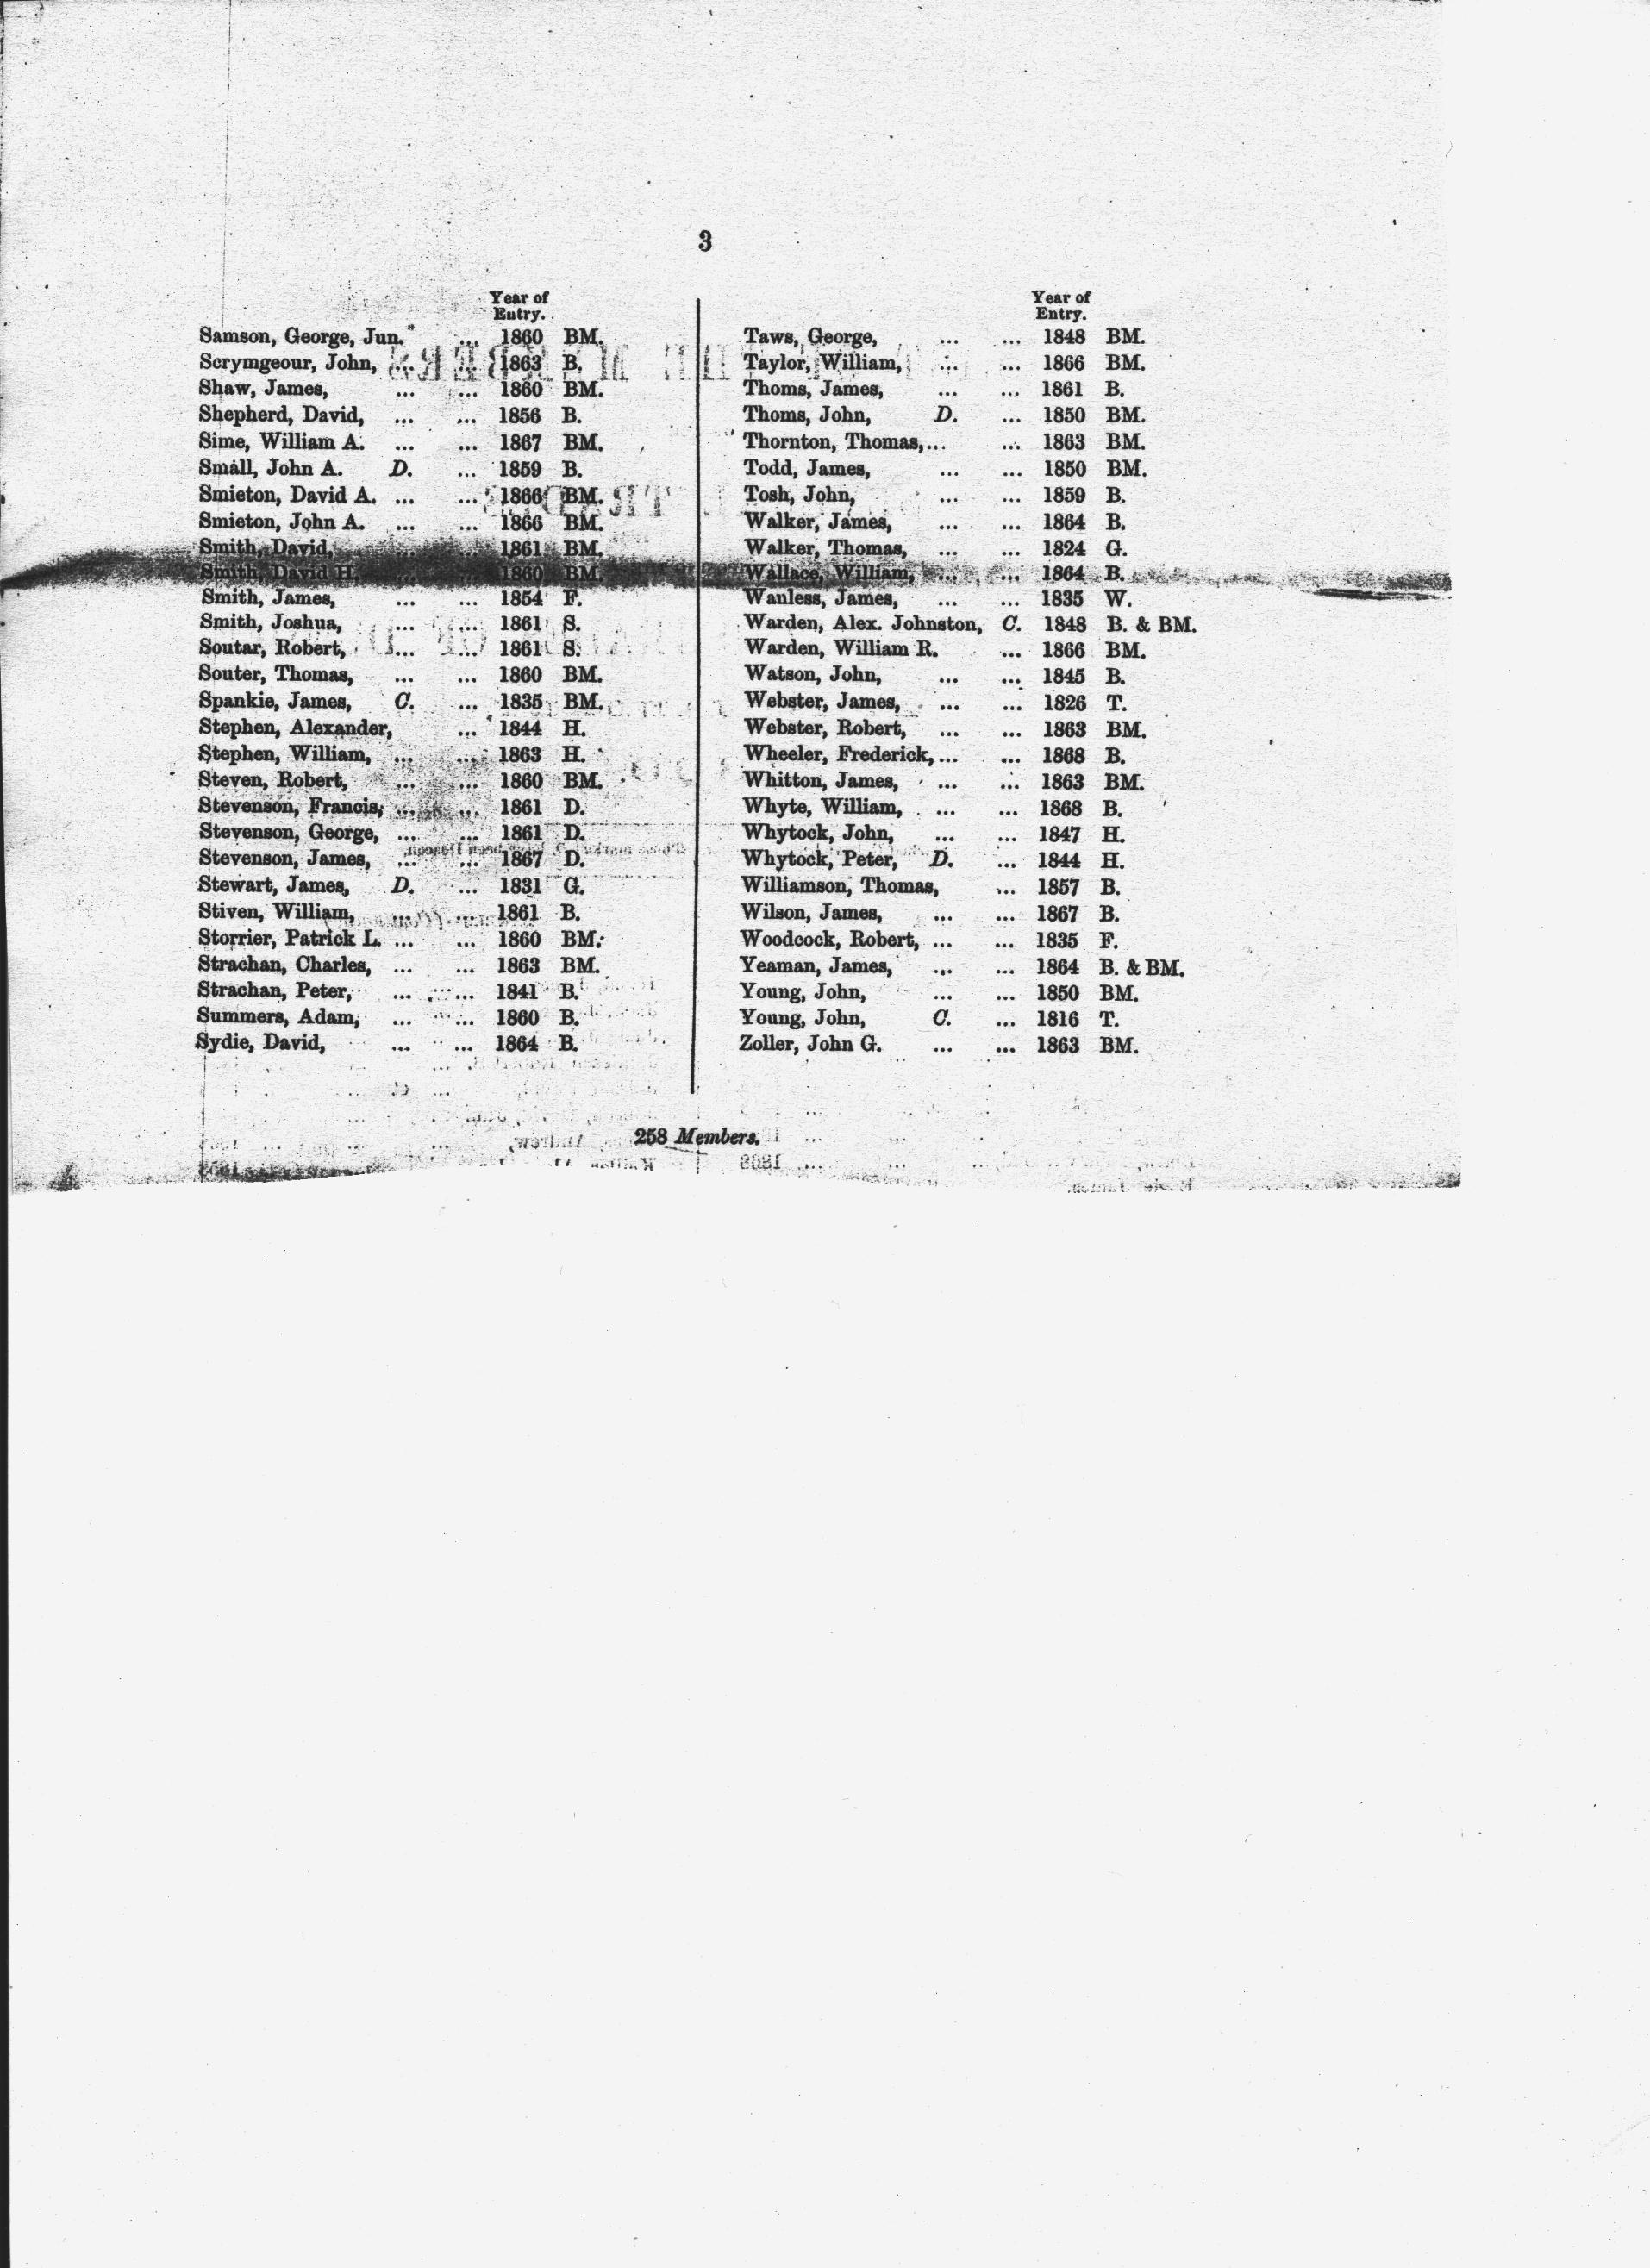 3
Year of
Entry.
Samson, George, Jun. ... 1860 BM.
Scrymgeour, John, ... ... 1863 B.
Shaw, James, ... ... 1860 BM.
Shepherd, David, ... ... 1856 B.
Sime, William A. ... ... 1867 BM.
Small, John A. D. ... 1859 B.
Smieton, David A. ... ... 1866 BM.
Smieton, John A. ... ... 1866 BM.
Smith, David, ... ... 1861 BM.
Smith, David H. ... ... 1860 BM.
Smith, James, ... ... 1854 F.
Smith, Joshua, ... ... 1861 S.
Soutar, Robert, ... ... 1861 S.
Souter, Thomas, ... ... 1860 BM.
Spankie, James, C. ... 1835 BM.
Stephen, Alexander, ... 1844 H.
Stephen, William, ... ... 1863 H.
Steven, Robert, ... ... 1860 BM.
Stevenson, Francis, ... ... 1861 D.
Stevenson, George, ... ... 1861 D.
Stevenson, James, ... ... 1867 D.
Stewart, James, D. ... 1831 G.
Stiven, William, ... ... 1861 B.
Storrier, Patrick L. ... ... 1860 BM.
Strachan, Charles, ... ... 1863 BM.
Strachan, Peter, ... ... 1841 B.
Summers, Adam, ... ... 1860 B.
Sydie, David, ... ... 1864 B.
Year of
Entry.
Taws, George, ... ... 1848 BM.
Taylor, William, ... ... 1866 BM.
Thoms, James, ... ... 1861 B.
Thoms, John, D. ... 1850 BM.
Thornton, Thomas, ... ... 1863 BM.
Todd, James, ... ... 1850 BM.
Tosh, John, ... ... 1859 B.
Walker, James, ... ... 1864 B.
Walker, Thomas, ... ... 1824 G.
Wallace, William, ... ... 1864 B.
Wanless, James, ... ... 1835 W.
Warden, Alex. Johnston, C. 1848 B. & BM.
Warden, William R. ... 1866 BM.
Watson, John, ... ... 1845 B.
Webster, James, ... ... 1826 T.
Webster, Robert, ... ... 1863 BM.
Wheeler, Frederick, ... ... 1868 B.
Whitton, James, ... ... 1863 BM.
Whyte, William, ... ... 1868 B.
Whytock, John, ... ... 1847 H.
Whytock, Peter, D. ... 1844 H.
Williamson, Thomas, ... 1857 B.
Wilson, James, ... ... 1867 B.
Woodcock, Robert, ... ... 1835 F.
Yeaman, James, ... ... 1864 B. & BM.
Young, John, ... ... 1850 BM.
Young, John, C. ... 1816 T.
Zoller, John G. ... ... 1863 BM.
258 Members.